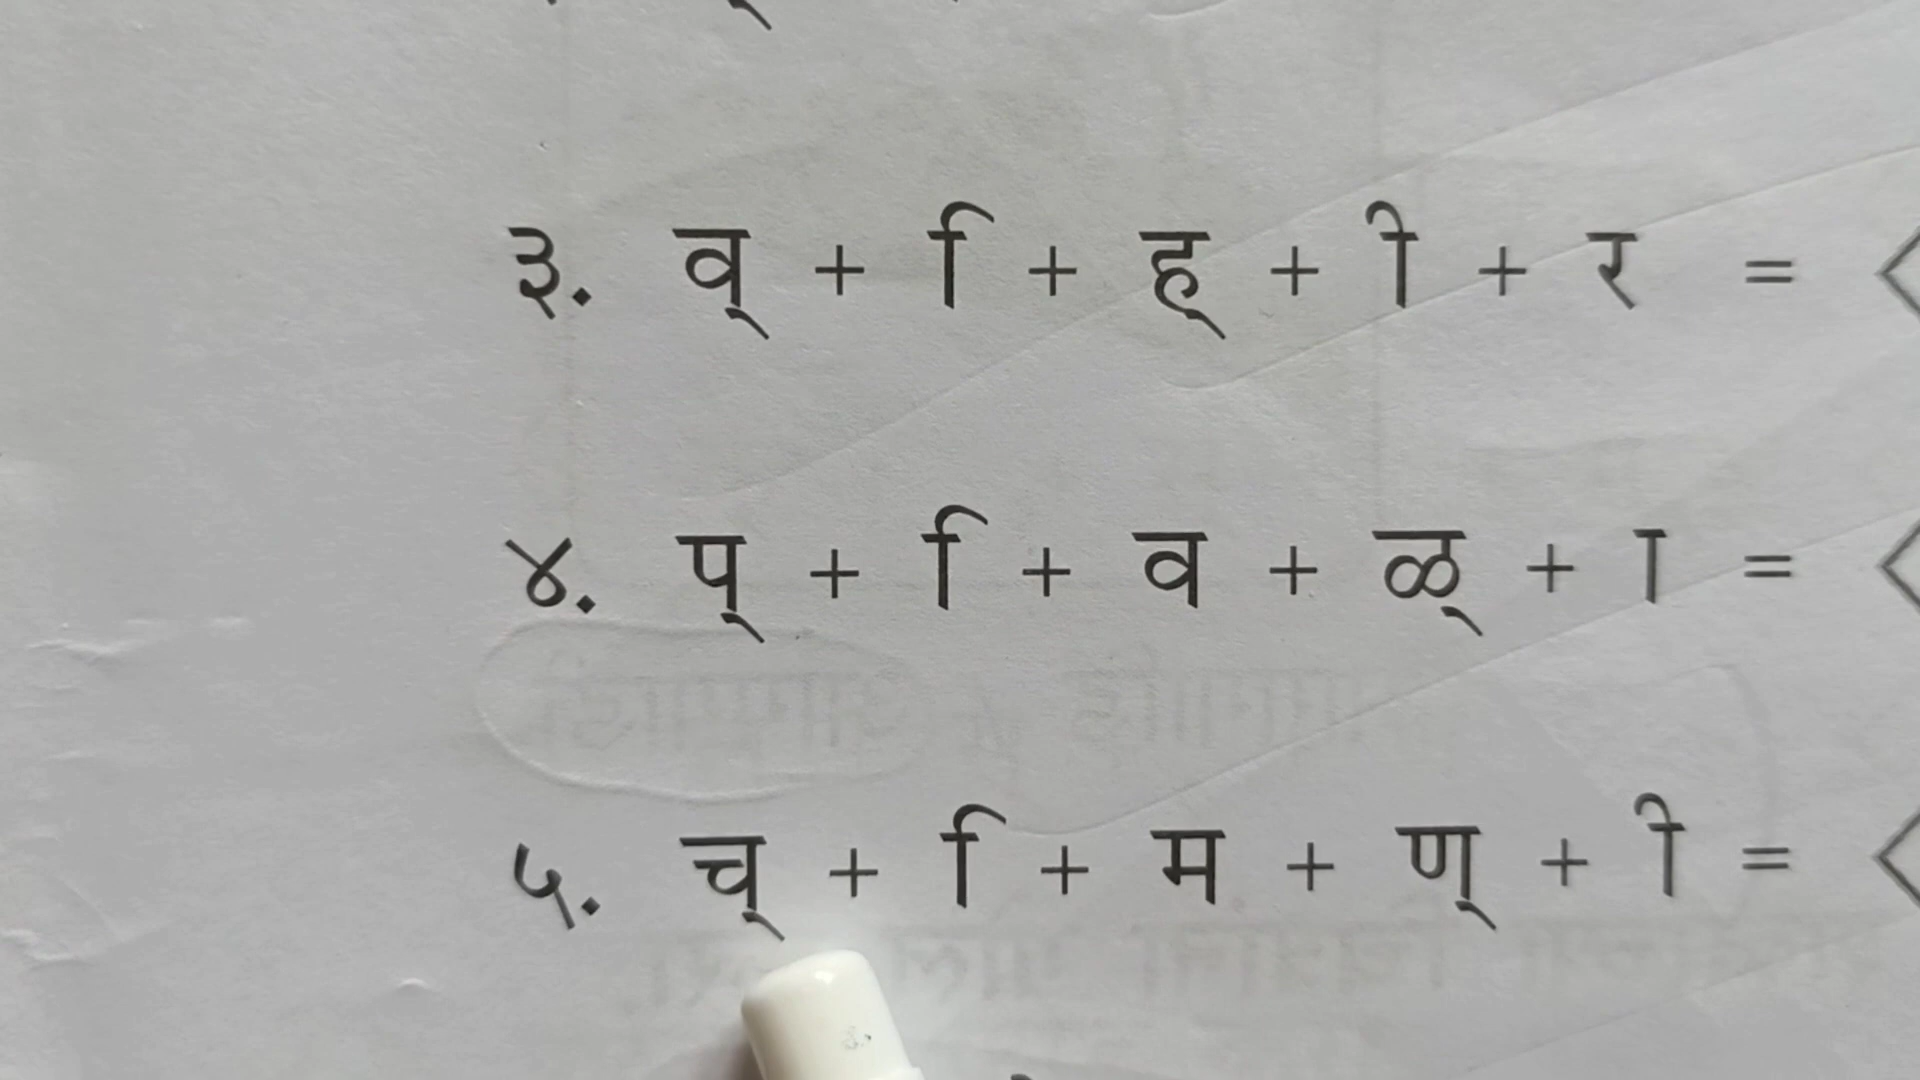 ३. व् + ि + ह् + ी + र =
४. प् + ि + व + ळ् + ा =
५. च् + ि + म + ण् + ी =